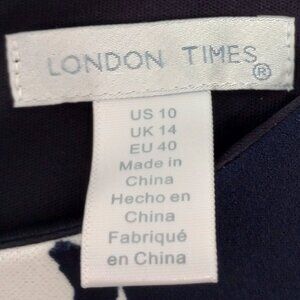 LONDON TIMES®
US 10
UK 14
EU 40
Made in
China
Hecho en
China
Fabriqué
en China